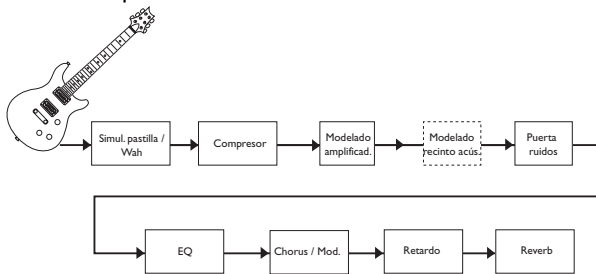 Simul. pastilla /
Wah
Compresor
Modelado
amplificad.
Modelado
recinto acús.
Puerta
ruidos
EQ
Chorus / Mod.
Retardo
Reverb